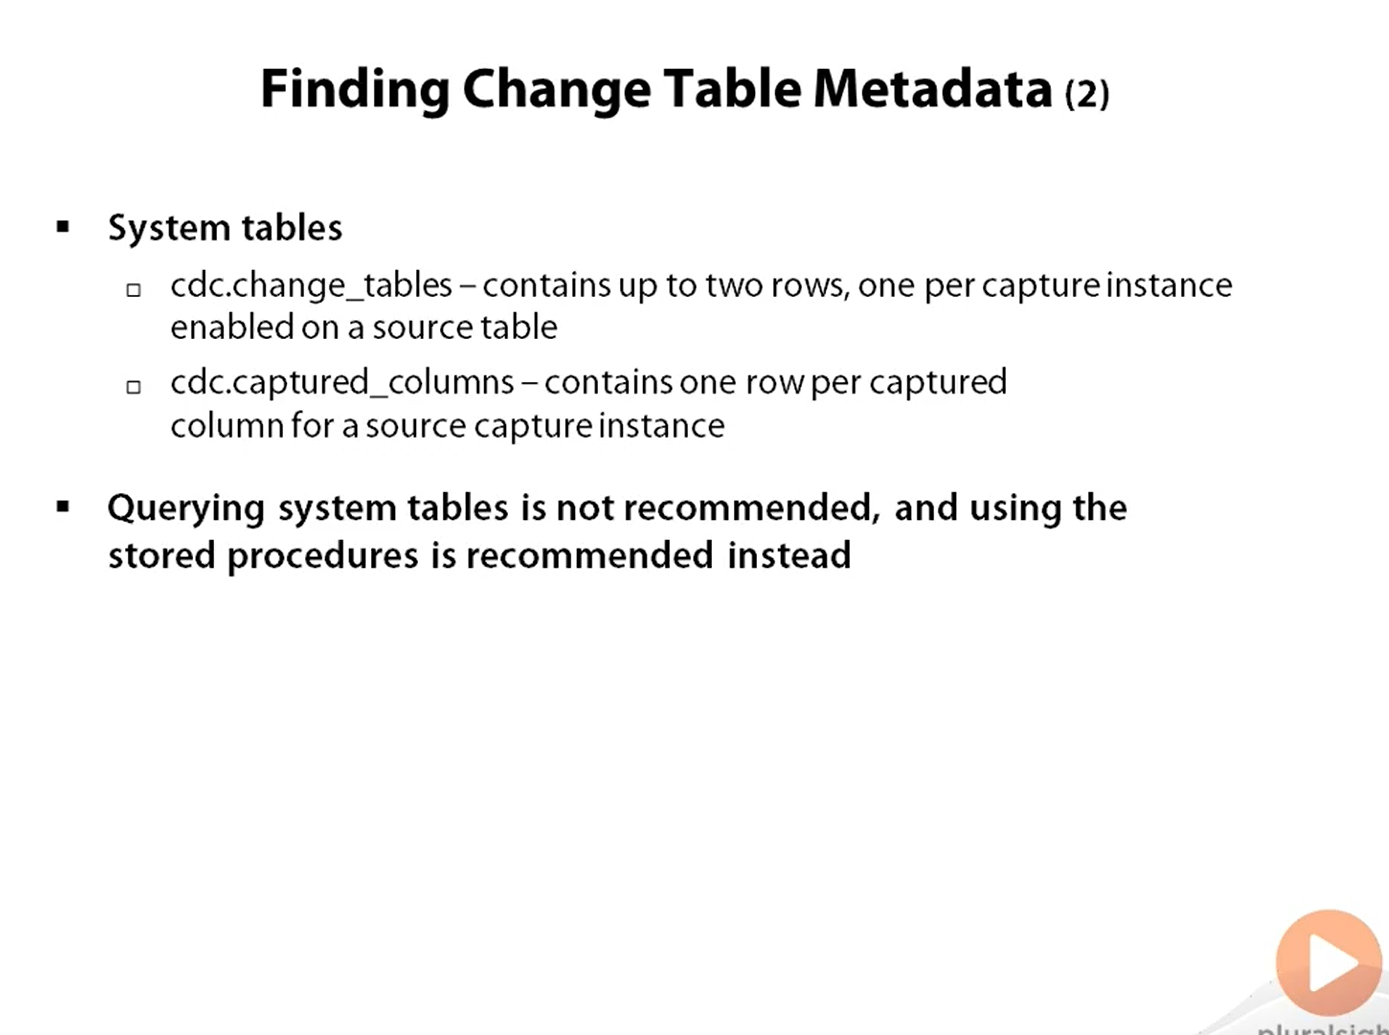 Finding Change Table Metadata (2)
▪ System tables
▫ cdc.change_tables – contains up to two rows, one per capture instance
enabled on a source table
▫ cdc.captured_columns – contains one row per captured
column for a source capture instance
▪ Querying system tables is not recommended, and using the
stored procedures is recommended instead